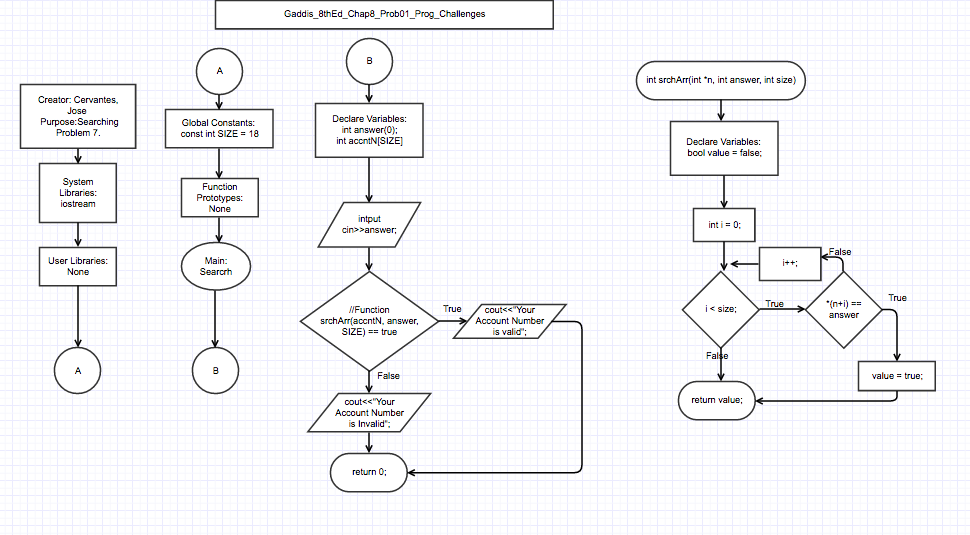 Gaddis_8thEd_Chap8_Prob01_Prog_Challenges
Creator: Cervantes,
Jose
Purpose:Searching
Problem 7.
System
Libraries:
iostream
User Libraries:
None
A
A
Global Constants:
const int SIZE = 18
Function
Prototypes:
None
Main:
Searcrh
B
B
Declare Variables:
int answer(0);
int accntN[SIZE]
intput
cin>>answer;
//Function
srchArr(accntN, answer,
SIZE) == true
True
cout<<"Your
Account Number
is valid";
False
cout<<"Your
Account Number
is Invalid";
return 0;
int srchArr(int *n, int answer, int size)
Declare Variables:
bool value = false;
int i = 0;
i++;
False
i < size;
True
*(n+i) ==
answer
True
False
value = true;
return value;